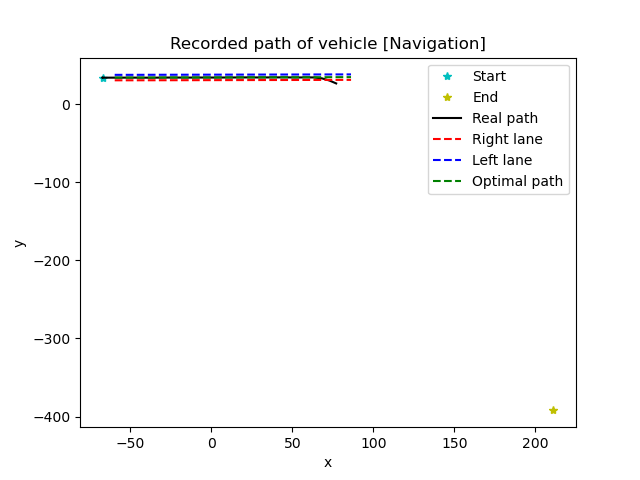 Recorded path of vehicle [Navigation]
Start
End
Real path
Right lane
Left lane
Optimal path
0
−100
−200
−300
−400
y
−50
0
50
100
150
200
x